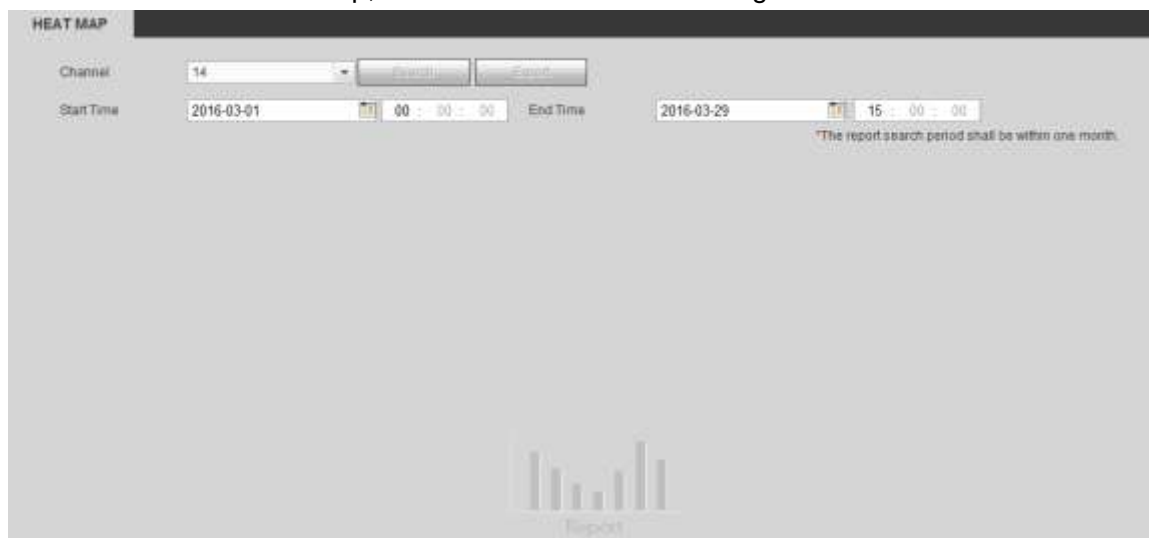 HEAT MAP
Channel 14 Search Export
Start Time 2016-03-01 00 : 00 : 00 End Time 2016-03-29 15 : 00 : 00
*The report search period shall be within one month.
Report